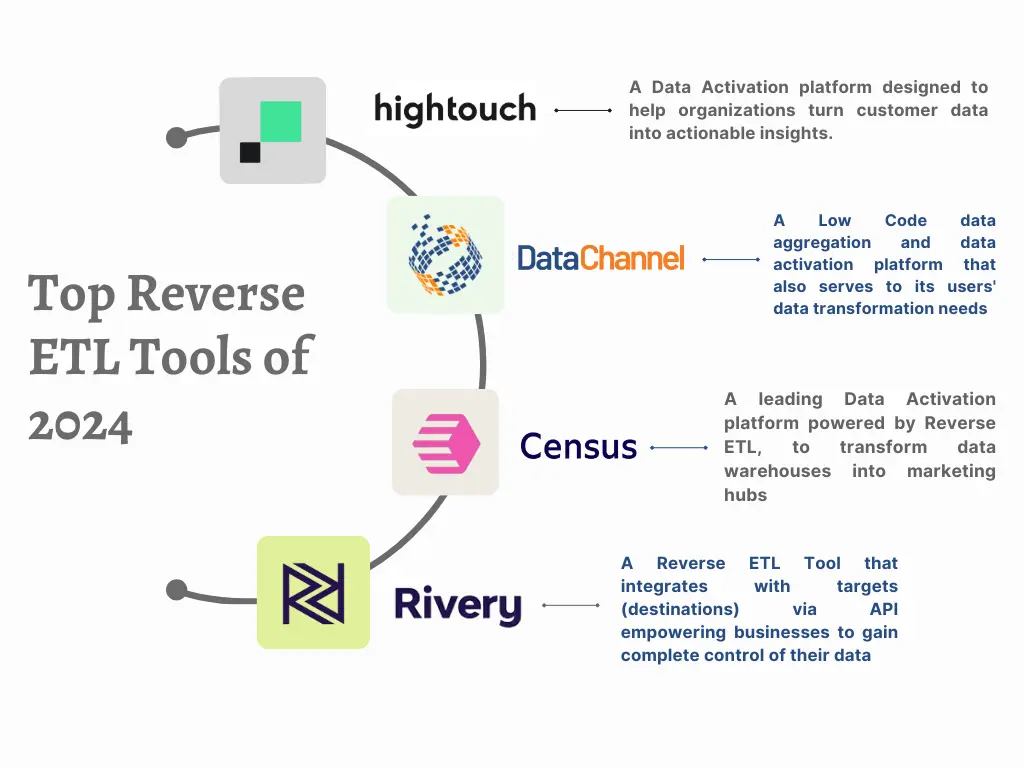 Top Reverse
ETL Tools of
2024
hightouch
A Data Activation platform designed to
help organizations turn customer data
into actionable insights.
DataChannel
A Low Code data
aggregation and data
activation platform that
also serves to its users'
data transformation needs
Census
A leading Data Activation
platform powered by Reverse
ETL, to transform data
warehouses into marketing
hubs
Rivery
A Reverse ETL Tool that
integrates with targets
(destinations) via API
empowering businesses to gain
complete control of their data